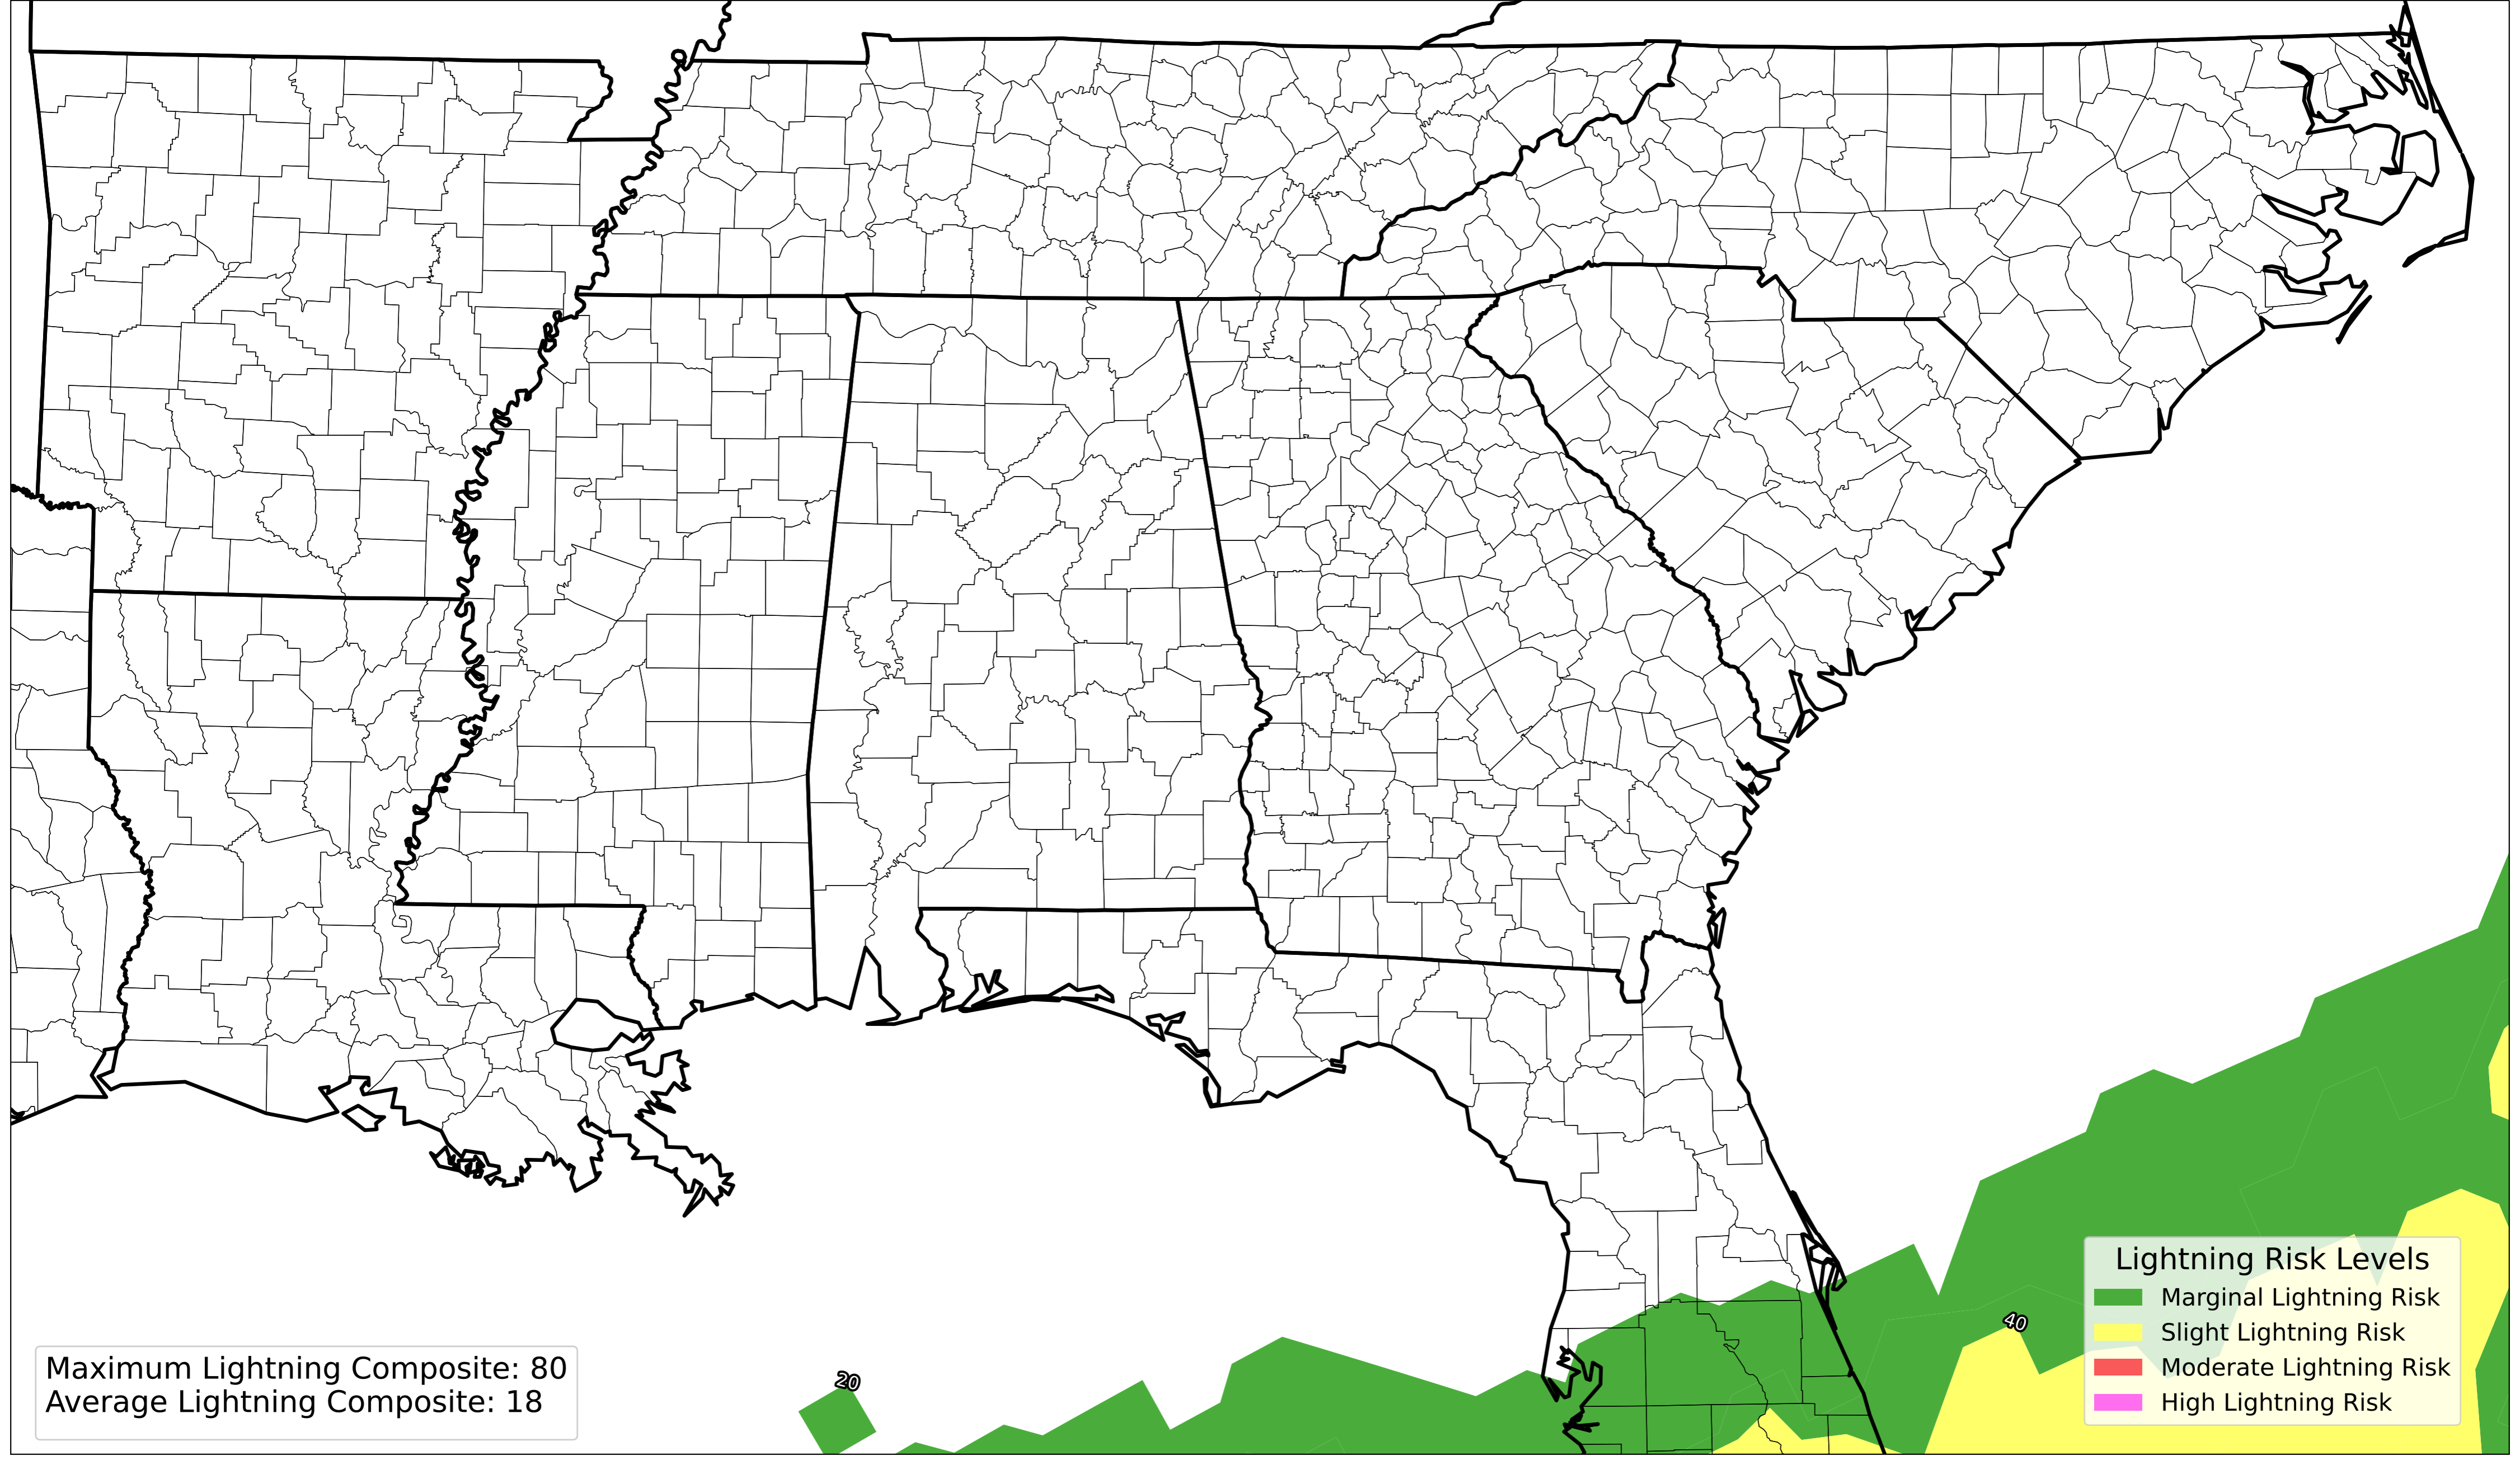 40
20
Maximum Lightning Composite: 80
Average Lightning Composite: 18
Lightning Risk Levels
Marginal Lightning Risk
Slight Lightning Risk
Moderate Lightning Risk
High Lightning Risk